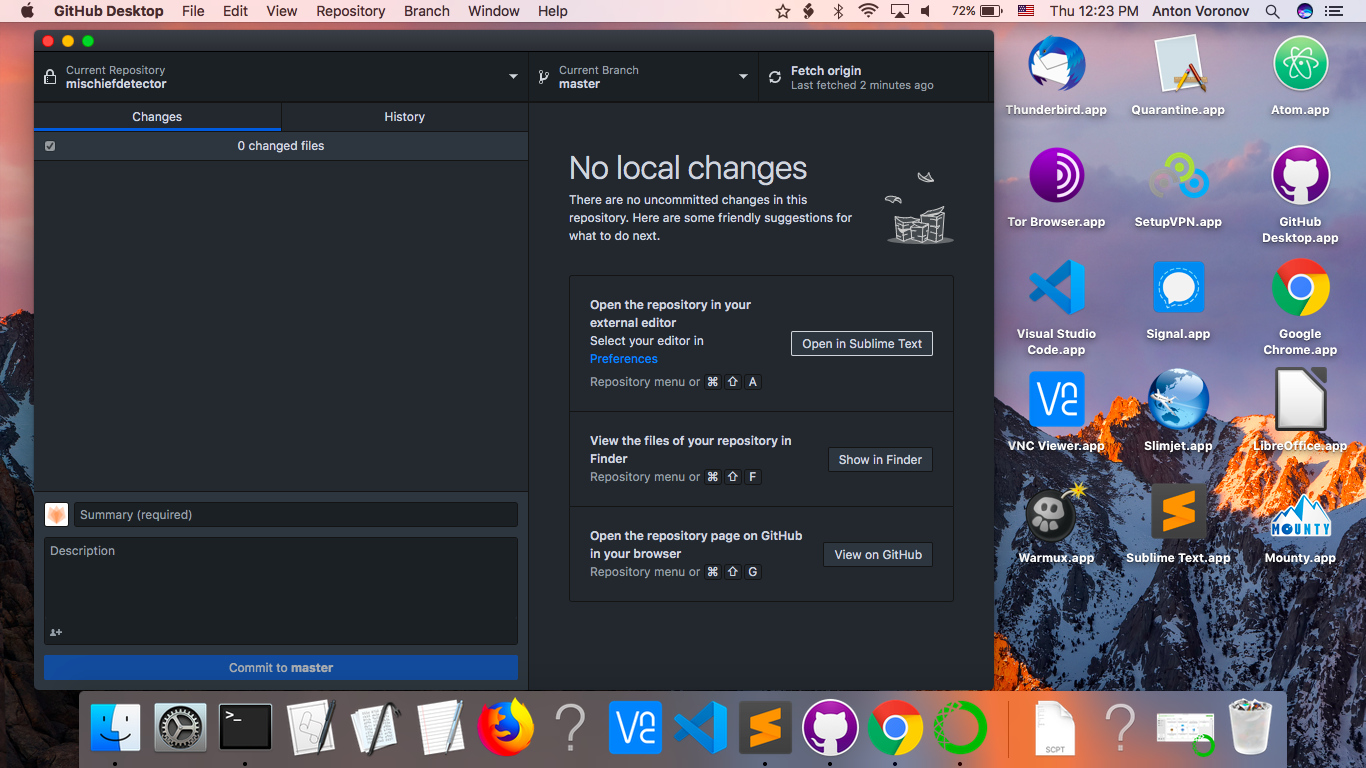 GitHub Desktop File Edit View Repository Branch Window Help 72% Thu 12:23 PM Anton Voronov
Current Repository
mischiefdetector
Current Branch
master
Fetch origin
Last fetched 2 minutes ago
Changes History
0 changed files
No local changes
There are no uncommitted changes in this
repository. Here are some friendly suggestions for
what to do next.
Open the repository in your
external editor
Select your editor in
Preferences
Repository menu or ⌘ ⇧ A
Open in Sublime Text
View the files of your repository in
Finder
Repository menu or ⌘ ⇧ F
Show in Finder
Open the repository page on GitHub
in your browser
Repository menu or ⌘ ⇧ G
View on GitHub
Summary (required)
Description
Commit to master
Thunderbird.app Quarantine.app Atom.app
Tor Browser.app SetupVPN.app GitHub
Desktop.app
Visual Studio
Code.app
Signal.app
Google
Chrome.app
VNC Viewer.app Slimjet.app LibreOffice.app
MOUNTY
Warmux.app Sublime Text.app Mounty.app
SCPT